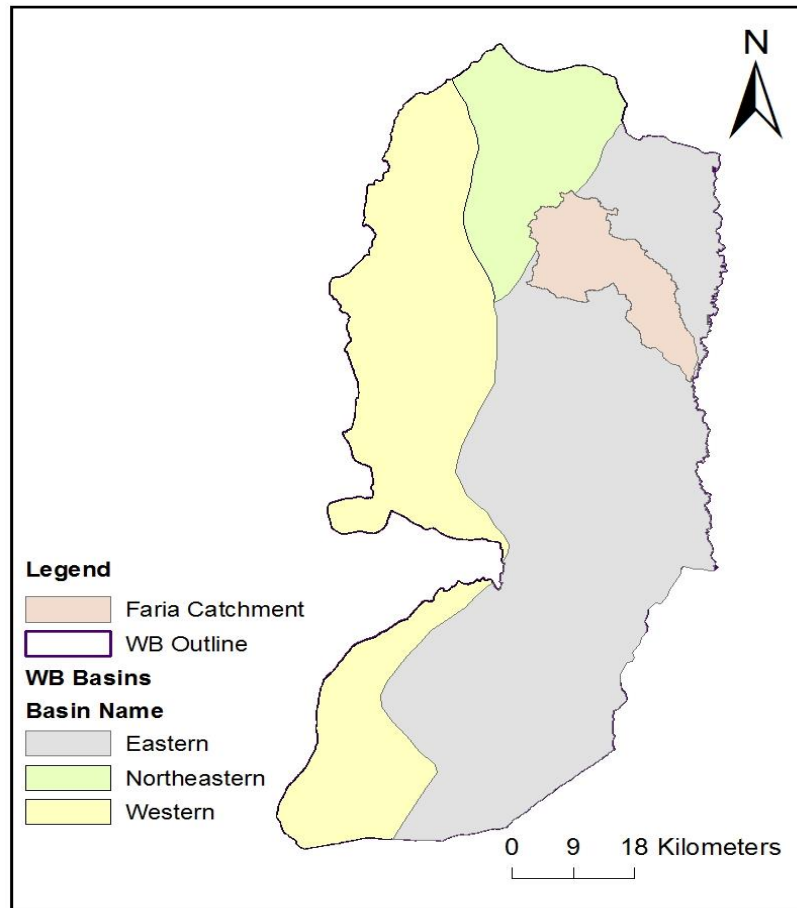 N
Legend
Faria Catchment
WB Outline
WB Basins
Basin Name
Eastern
Northeastern
Western
0 9 18 Kilometers